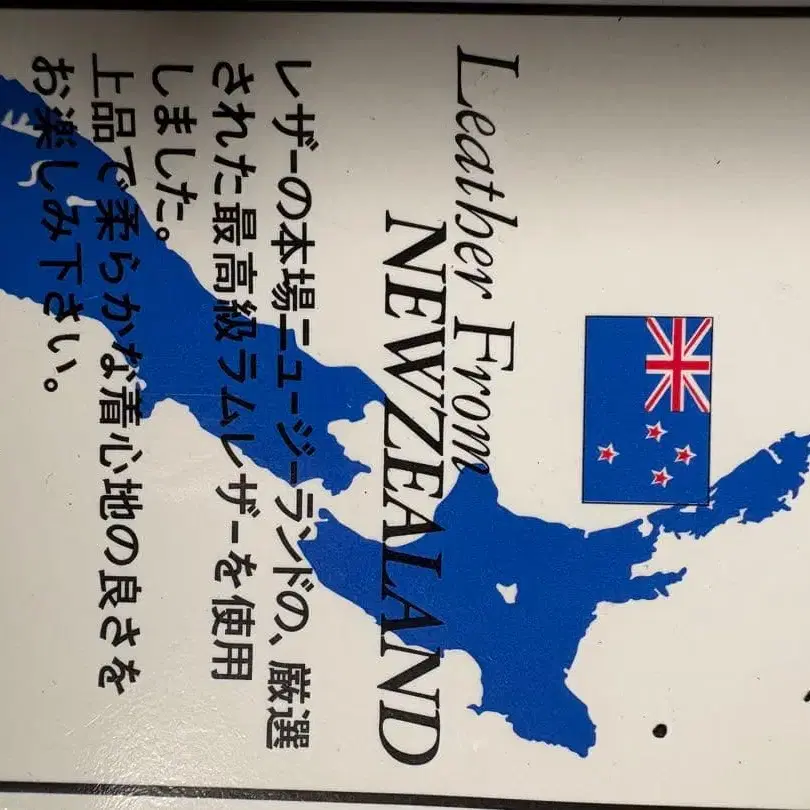 Leather From
NEWZEALAND
レザーの本場ニュージーランドの、厳選
された最高級ラムレザーを使用
しました。
上品で柔らかな着心地の良さを
お楽しみ下さい。